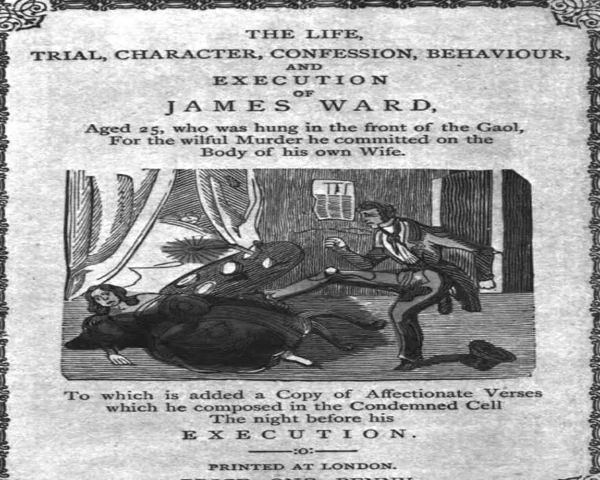 THE LIFE,
TRIAL, CHARACTER, CONFESSION, BEHAVIOUR,
AND
EXECUTION
OF
JAMES WARD,
Aged 25, who was hung in the front of the Gaol,
For the wilful Murder he committed on the
Body of his own Wife.
To which is added a Copy of Affectionate Verses
which he composed in the Condemned Cell
The night before his
EXECUTION.
—:o:—
PRINTED AT LONDON.
PRICE ONE PENNY.